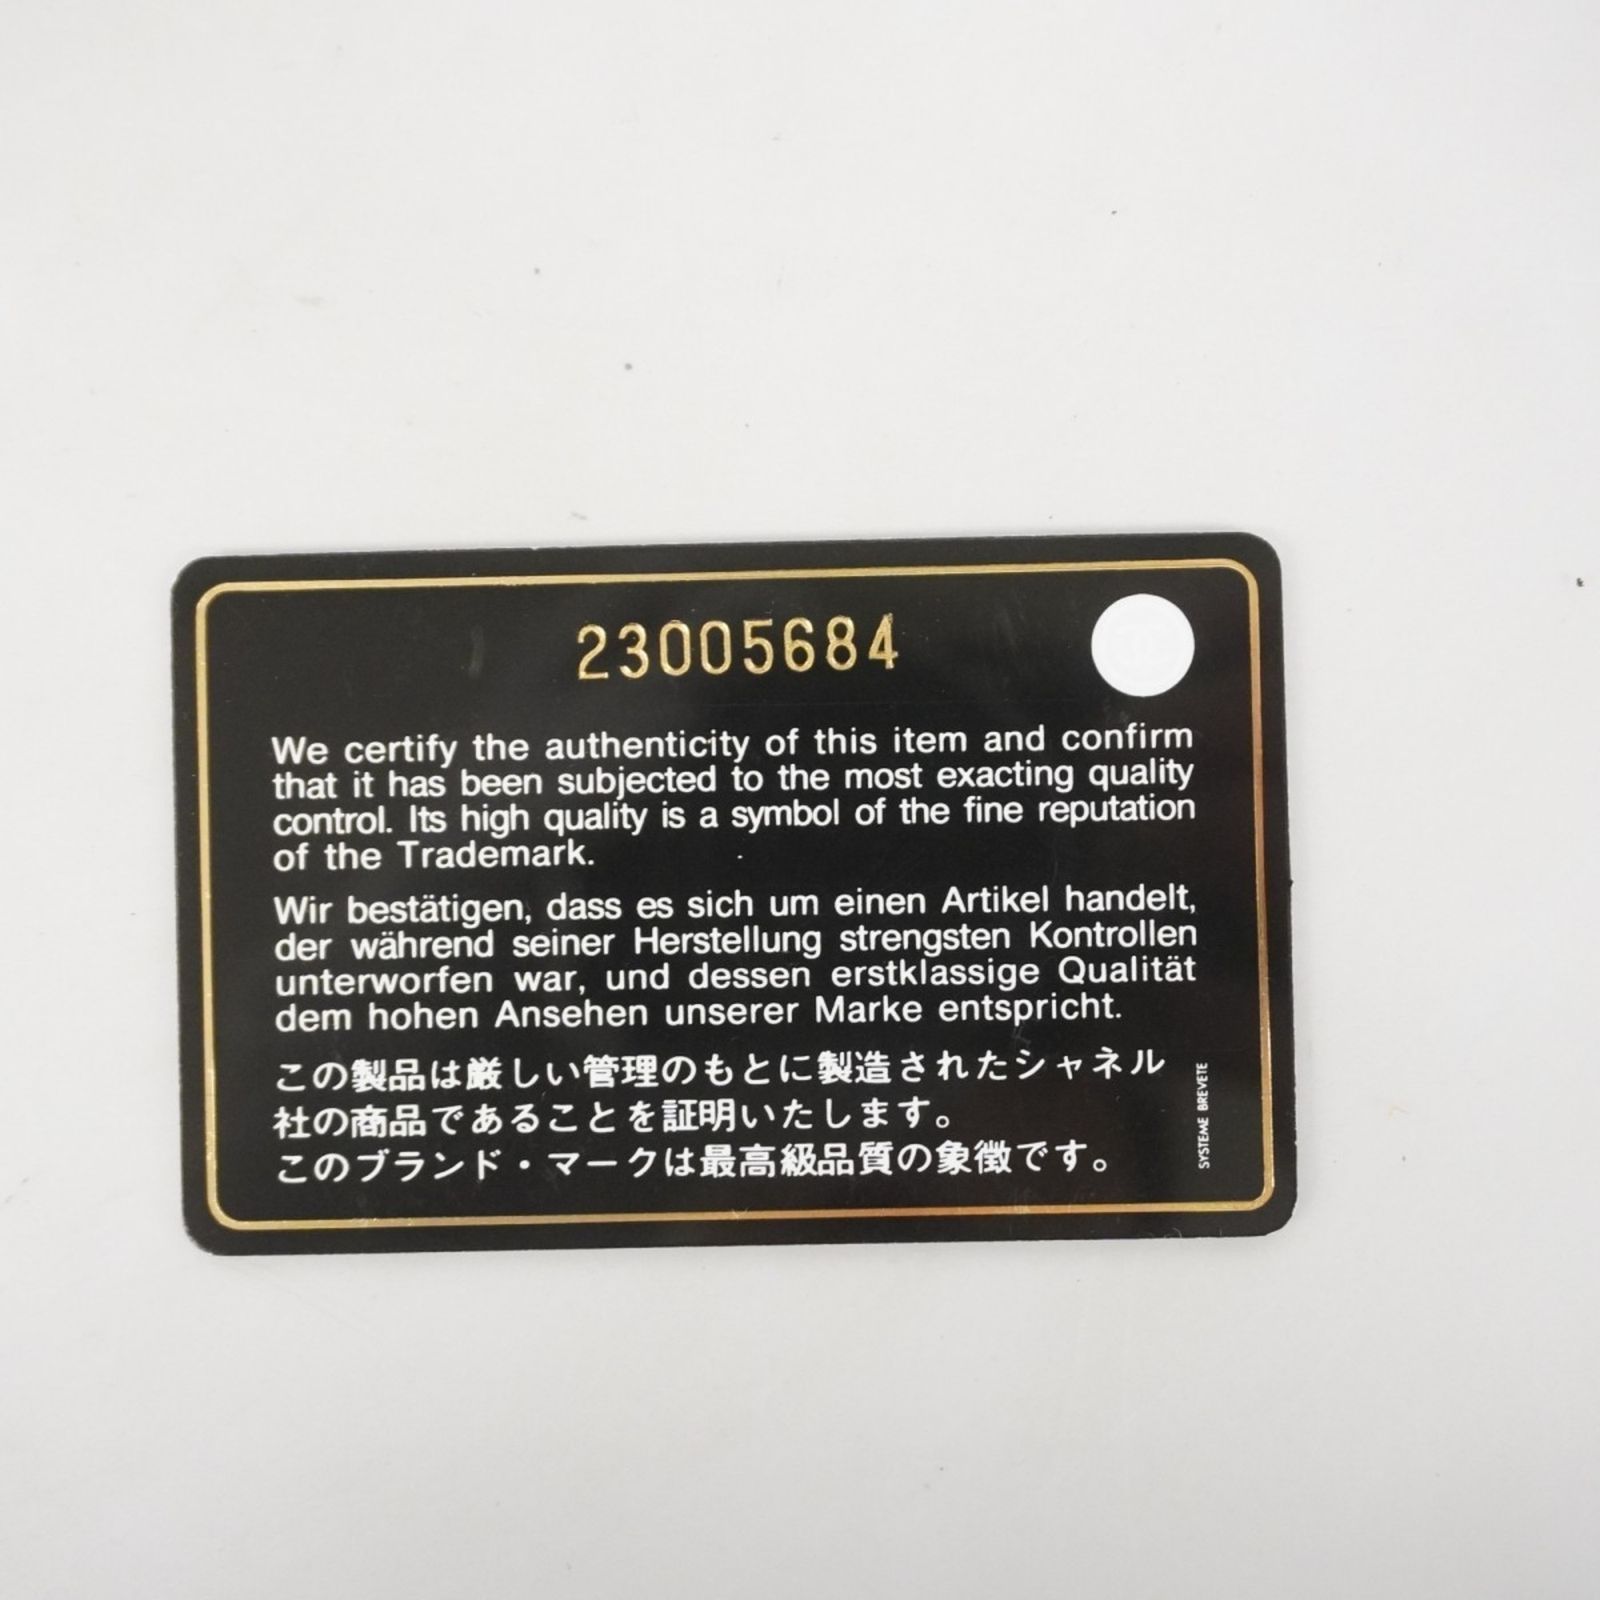 23005684
We certify the authenticity of this item and confirm
that it has been subjected to the most exacting quality
control. Its high quality is a symbol of the fine reputation
of the Trademark.
Wir bestätigen, dass es sich um einen Artikel handelt,
der während seiner Herstellung strengsten Kontrollen
unterworfen war, und dessen erstklassige Qualität
dem hohen Ansehen unserer Marke entspricht.
この製品は厳しい管理のもとに製造されたシャネル
社の商品であることを証明いたします。
このブランド・マークは最高級品質の象徴です。
SYSTEME BREVETE